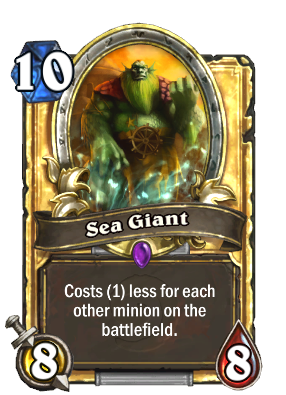 10
Sea Giant
Costs (1) less for each
other minion on the
battlefield.
8
8